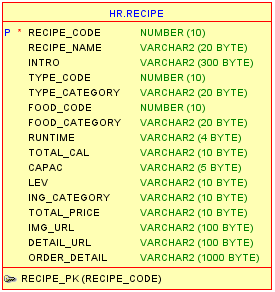 HR.RECIPE
P * RECIPE_CODE NUMBER (10)
RECIPE_NAME VARCHAR2 (20 BYTE)
INTRO VARCHAR2 (300 BYTE)
TYPE_CODE NUMBER (10)
TYPE_CATEGORY VARCHAR2 (20 BYTE)
FOOD_CODE NUMBER (10)
FOOD_CATEGORY VARCHAR2 (20 BYTE)
RUNTIME VARCHAR2 (4 BYTE)
TOTAL_CAL VARCHAR2 (10 BYTE)
CAPAC VARCHAR2 (5 BYTE)
LEV VARCHAR2 (10 BYTE)
ING_CATEGORY VARCHAR2 (10 BYTE)
TOTAL_PRICE VARCHAR2 (10 BYTE)
IMG_URL VARCHAR2 (100 BYTE)
DETAIL_URL VARCHAR2 (100 BYTE)
ORDER_DETAIL VARCHAR2 (1000 BYTE)
RECIPE_PK (RECIPE_CODE)